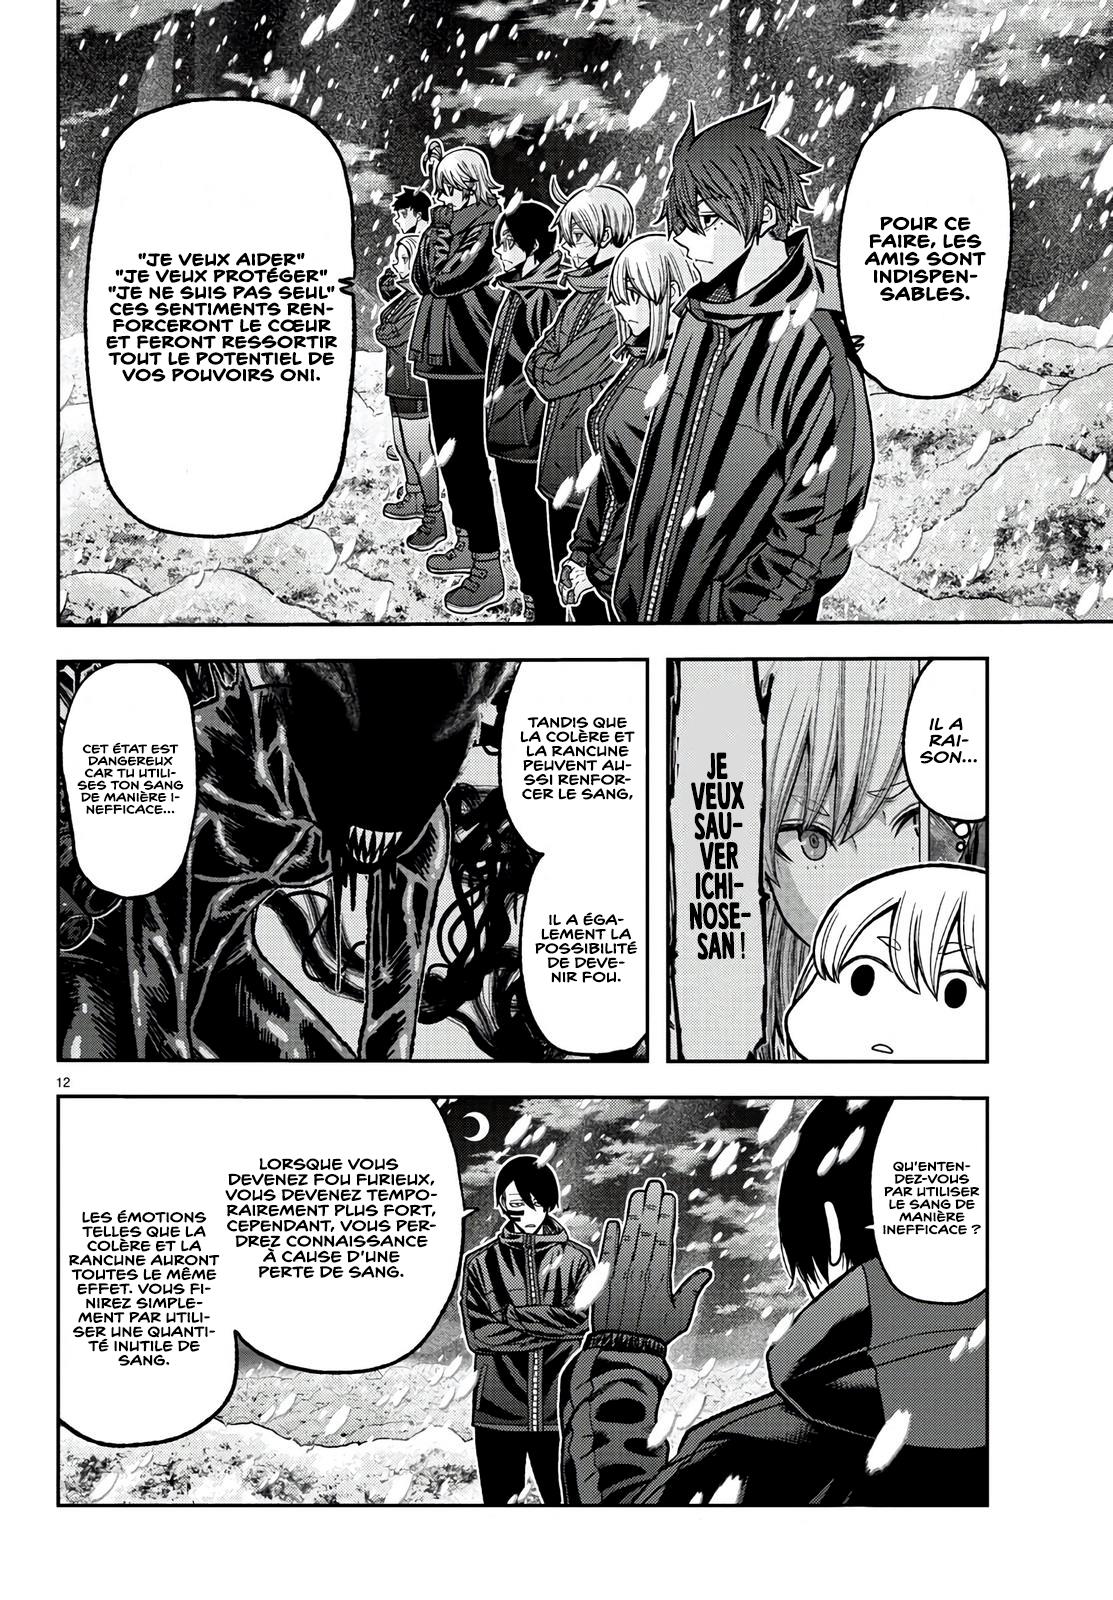 POUR CE
FAIRE, LES
AMIS SONT
INDISPEN-
SABLES.
"JE VEUX AIDER"
"JE VEUX PROTÉGER"
"JE NE SUIS PAS SEUL"
CES SENTIMENTS REN-
FORCERONT LE CŒUR
ET FERONT RESSORTIR
TOUT LE POTENTIEL DE
VOS POUVOIRS ONI.
IL A
RAI-
SON...
JE
VEUX
SAU-
VER
ICHI-
NOSE-
SAN !
TANDIS QUE
LA COLÈRE ET
LA RANCUNE
PEUVENT AU-
SSI RENFOR-
CER LE SANG,
IL A ÉGA-
LEMENT LA
POSSIBILITÉ
DE DEVE-
NIR FOU.
CET ÉTAT EST
DANGEREUX
CAR TU UTILI-
SES TON SANG
DE MANIÈRE I-
NEFFICACE...
12
QU'ENTEN-
DEZ-VOUS
PAR UTILISER
LE SANG DE
MANIÈRE
INEFFICACE ?
LORSQUE VOUS
DEVENEZ FOU FURIEUX,
VOUS DEVENEZ TEMPO-
RAIREMENT PLUS FORT,
CEPENDANT, VOUS PER-
DREZ CONNAISSANCE
À CAUSE D'UNE
PERTE DE SANG.
LES ÉMOTIONS
TELLES QUE LA
COLÈRE ET LA
RANCUNE AURONT
TOUTES LE MÊME
EFFET. VOUS FI-
NIREZ SIMPLE-
MENT PAR UTILI-
SER UNE QUANTI-
TÉ INUTILE DE
SANG.